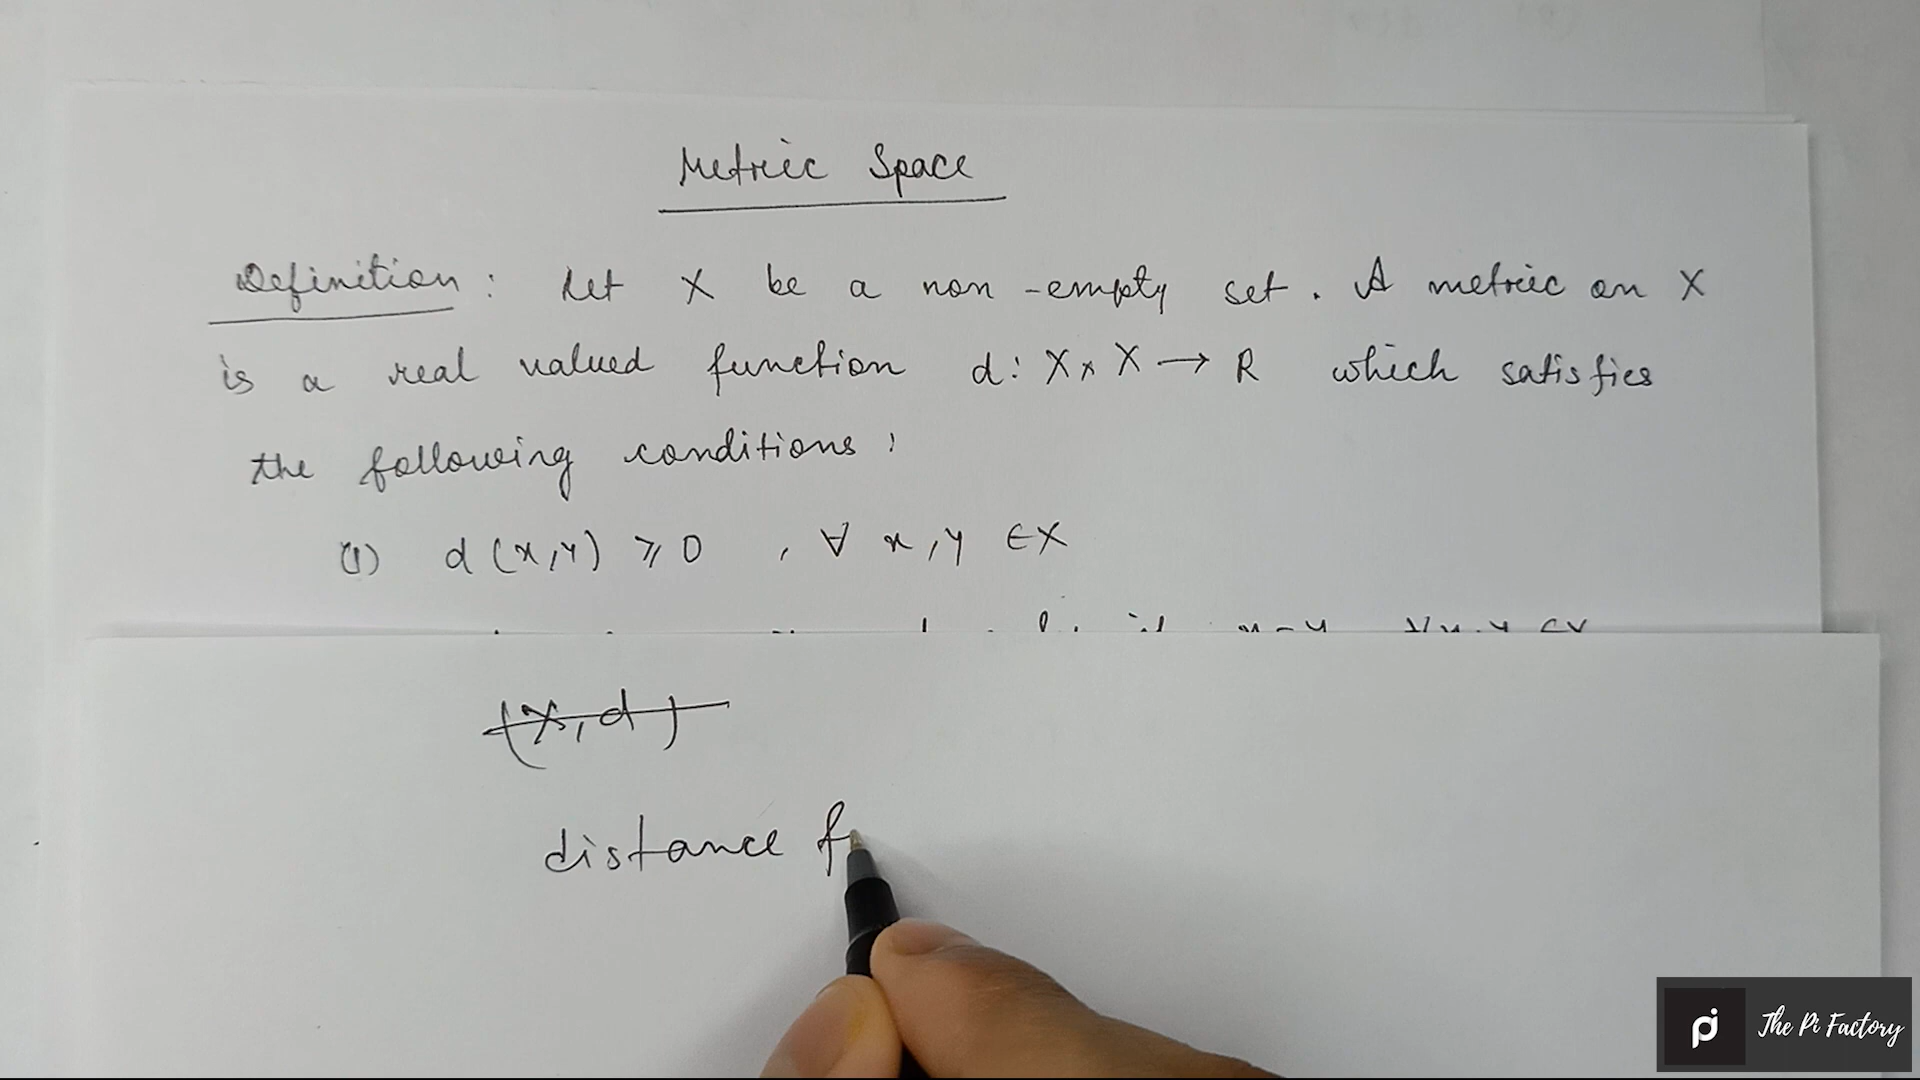 Metric Space
Definition : Let X be a non-empty set. A metric on X
is a real valued function d: X × X → R which satisfies
the following conditions :
(1) d(x,y) ≥ 0 , ∀ x,y ∈ X
(X,d)
distance f
pi The Pi Factory